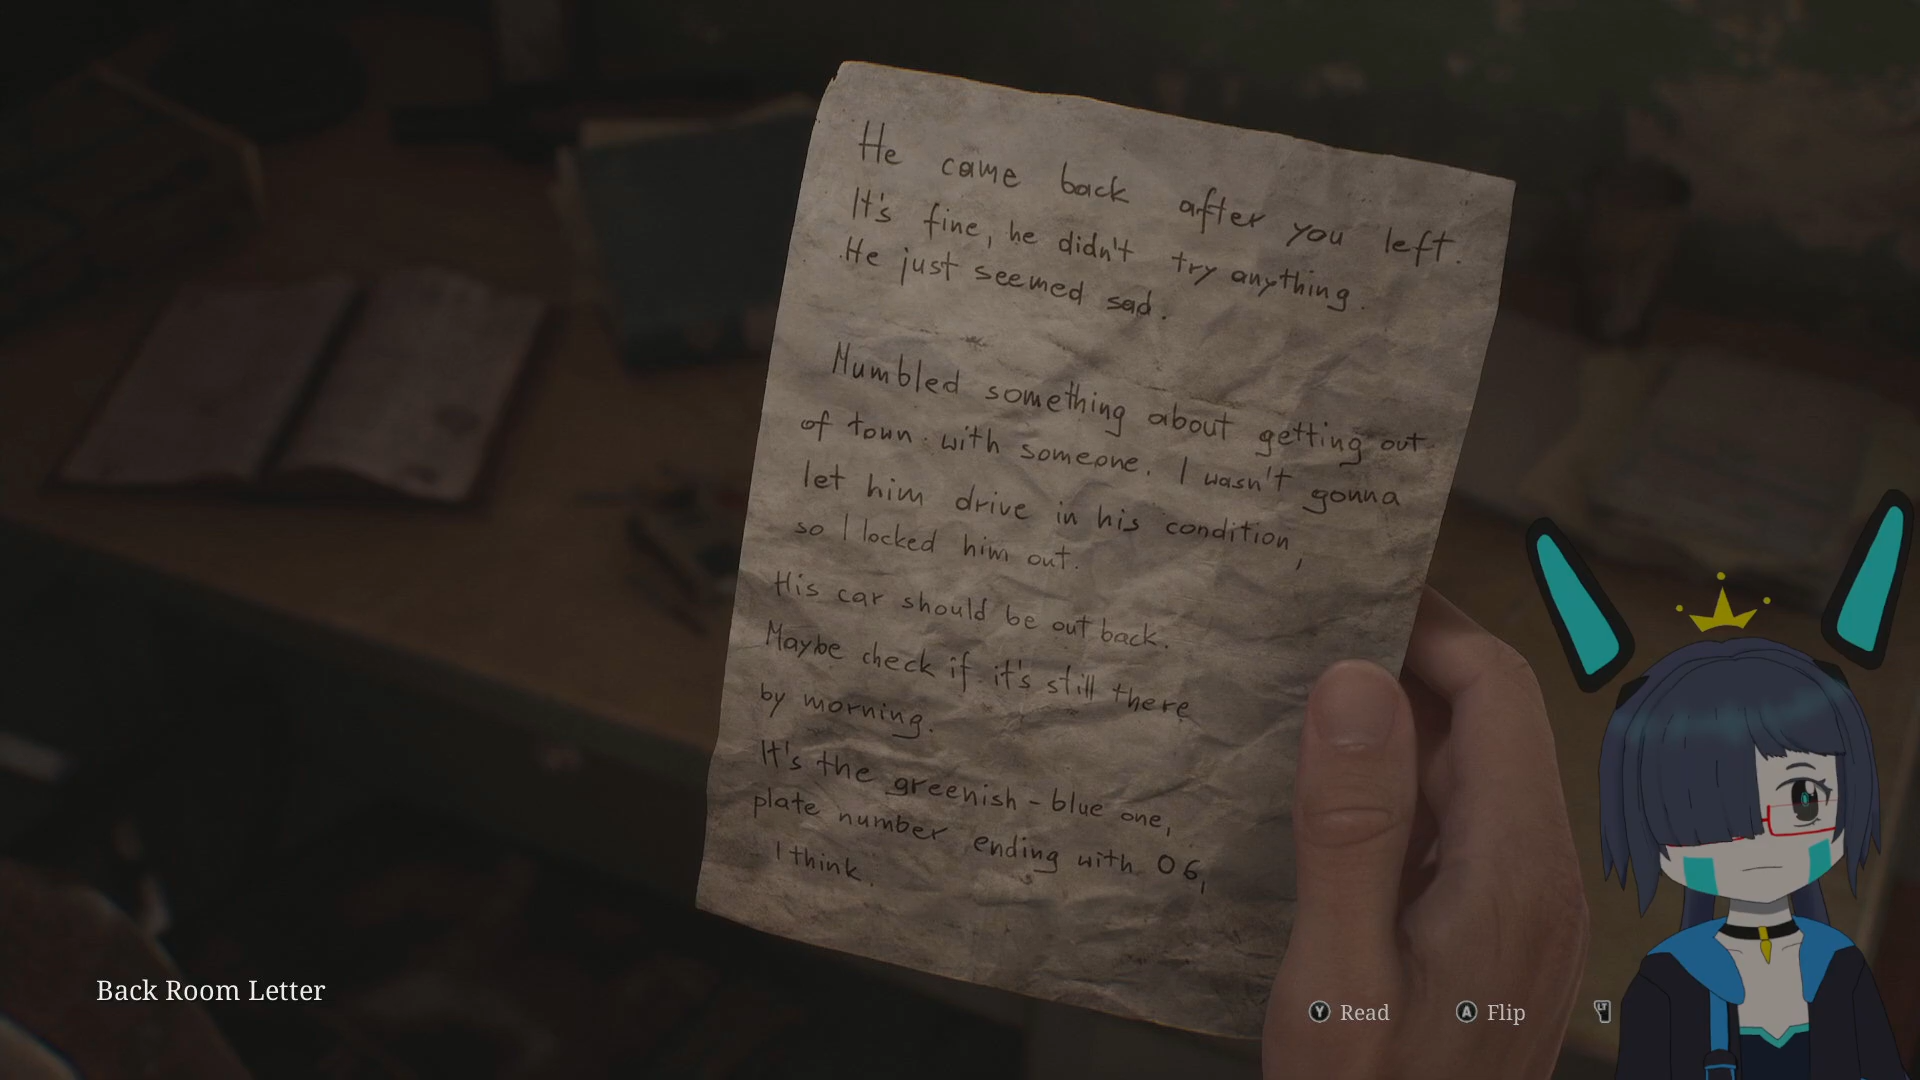 He came back after you left.
It's fine, he didn't try anything.
He just seemed sad.
Mumbled something about getting out
of town with someone. I wasn't gonna
let him drive in his condition,
so I locked him out.
His car should be out back.
Maybe check if it's still there
by morning.
It's the greenish-blue one,
plate number ending with 06,
I think.
Back Room Letter
Y Read
A Flip
LT